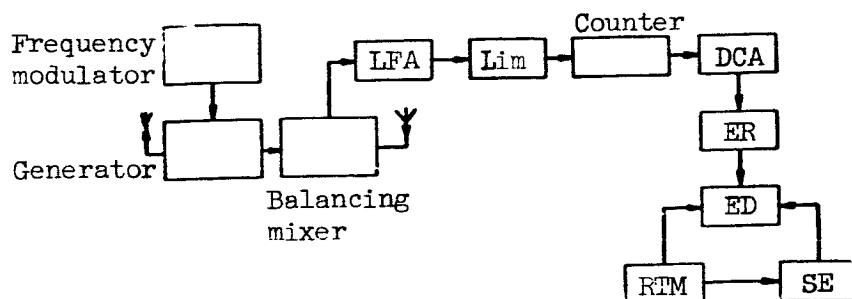 Frequency
modulator
Generator
Balancing
mixer
LFA
Lim
Counter
DCA
ER
ED
RTM
SE